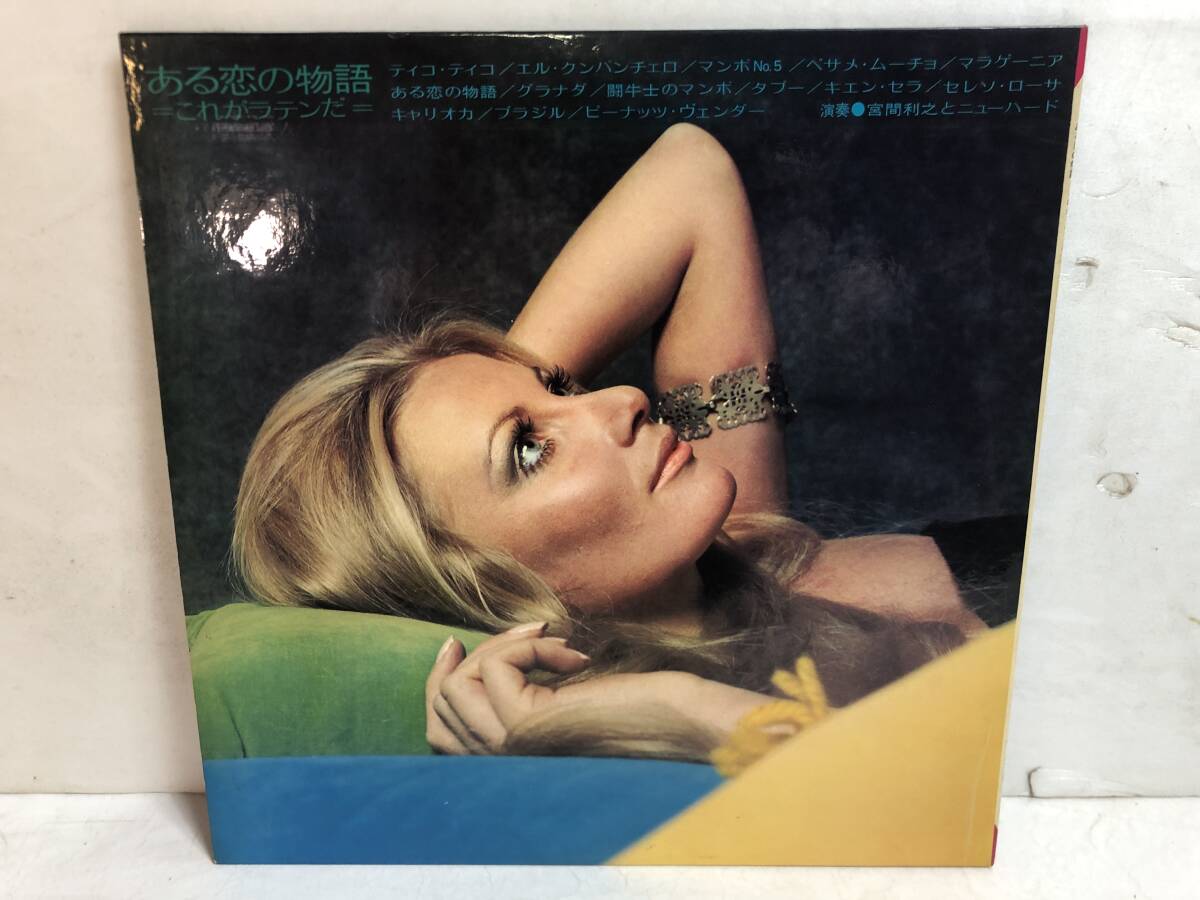 ある恋の物語
=これがラテンだ=
ティコ・ティコ/エル・クンバンチェロ/マンボNo.5/ベサメ・ムーチョ/マラゲーニア
ある恋の物語/グラナダ/闘牛士のマンボ/タブー/キエン・セラ/セレソ・ローサ
キャリオカ/ブラジル/ピーナッツ・ヴェンダー 演奏●宮間利之とニューハード